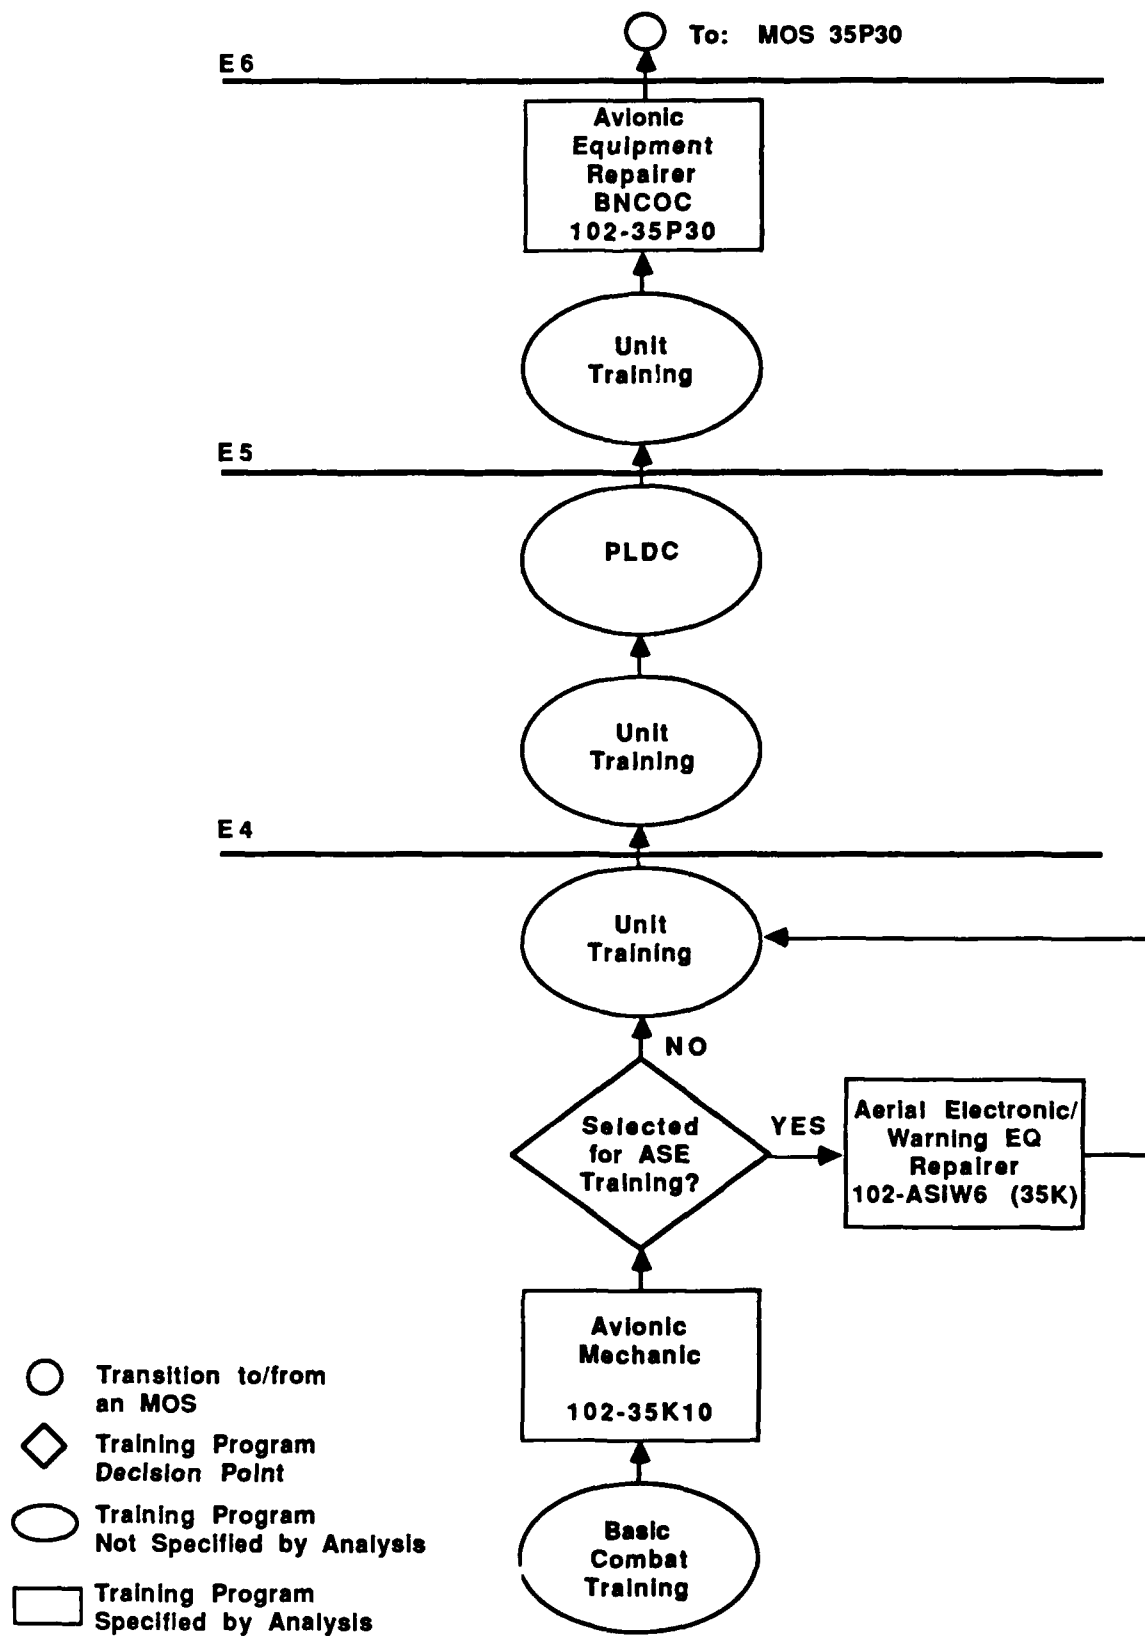 To: MOS 35P30
E6
Avionic
Equipment
Repairer
BNCOC
102-35P30
Unit
Training
E5
PLDC
Unit
Training
E4
Unit
Training
NO
Selected
for ASE
Training?
YES
Aerial Electronic/
Warning EQ
Repairer
102-ASIW6 (35K)
Avionic
Mechanic
102-35K10
Transition to/from
an MOS
Training Program
Decision Point
Training Program
Not Specified by Analysis
Training Program
Specified by Analysis
Basic
Combat
Training